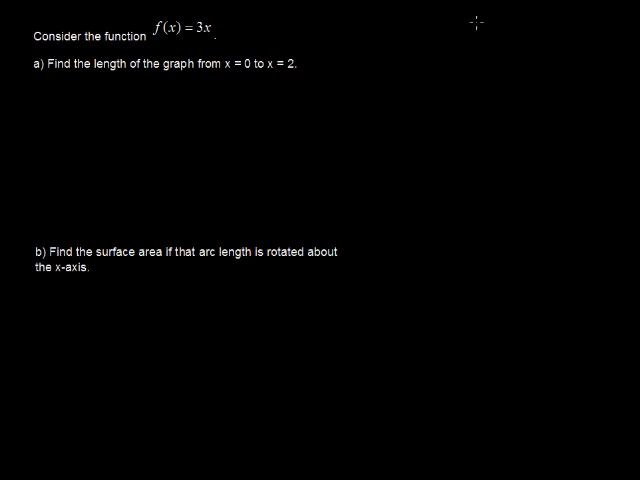 Consider the function f(x) = 3x.
a) Find the length of the graph from x = 0 to x = 2.
b) Find the surface area if that arc length is rotated about
the x-axis.